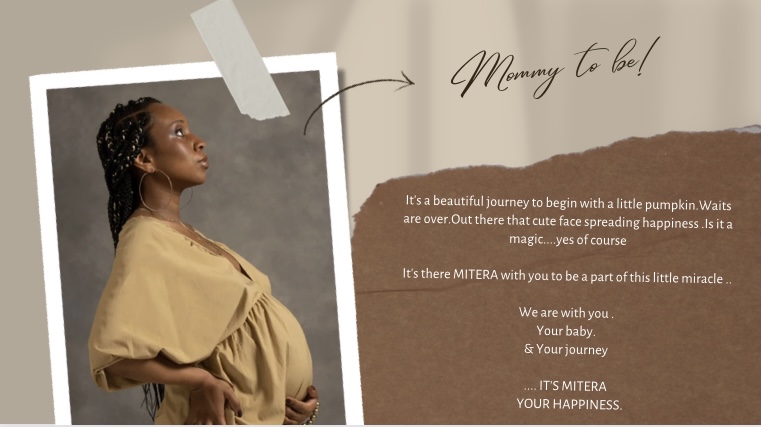 Mommy to be!
It's a beautiful journey to begin with a little pumpkin.Waits
are over.Out there that cute face spreading happiness .Is it a
magic....yes of course
It's there MITERA with you to be a part of this little miracle ..
We are with you .
Your baby.
& Your journey
.... IT'S MITERA
YOUR HAPPINESS.